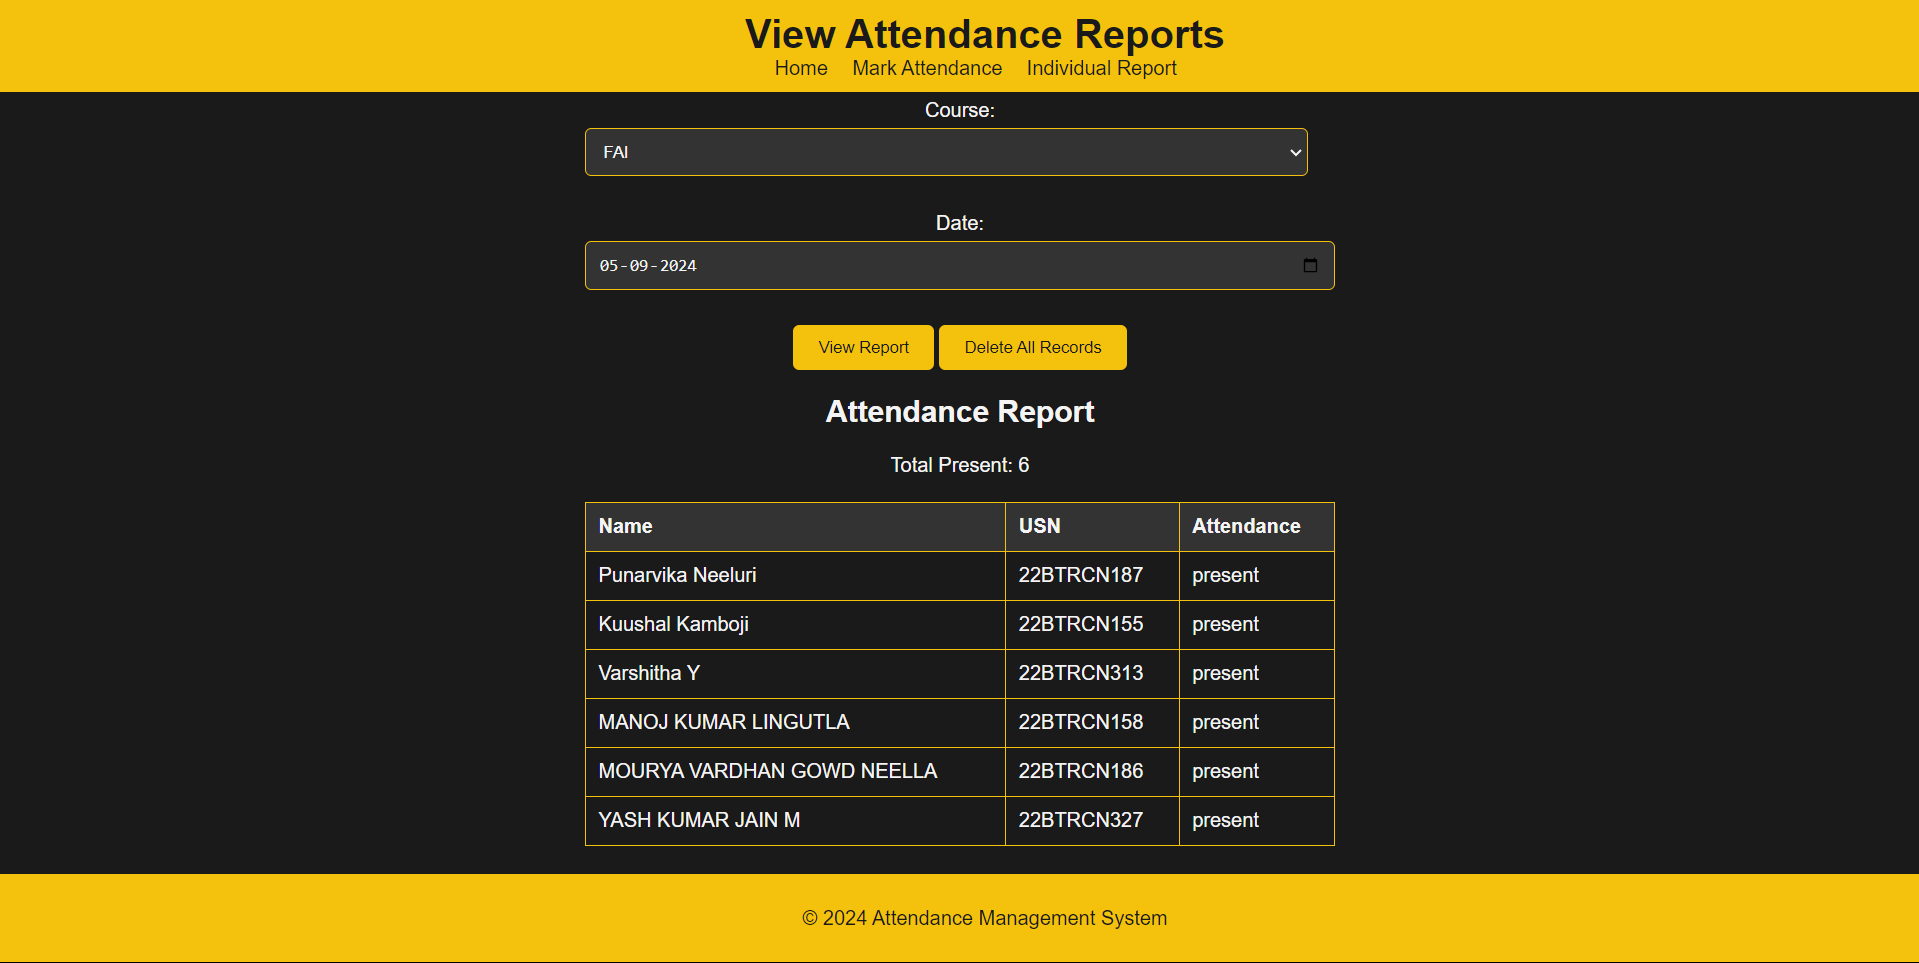 View Attendance Reports
Home Mark Attendance Individual Report
Course:
FAI
Date:
05-09-2024
View Report Delete All Records
Attendance Report
Total Present: 6
Name USN Attendance
Punarvika Neeluri 22BTRCN187 present
Kuushal Kamboji 22BTRCN155 present
Varshitha Y 22BTRCN313 present
MANOJ KUMAR LINGUTLA 22BTRCN158 present
MOURYA VARDHAN GOWD NEELLA 22BTRCN186 present
YASH KUMAR JAIN M 22BTRCN327 present
© 2024 Attendance Management System